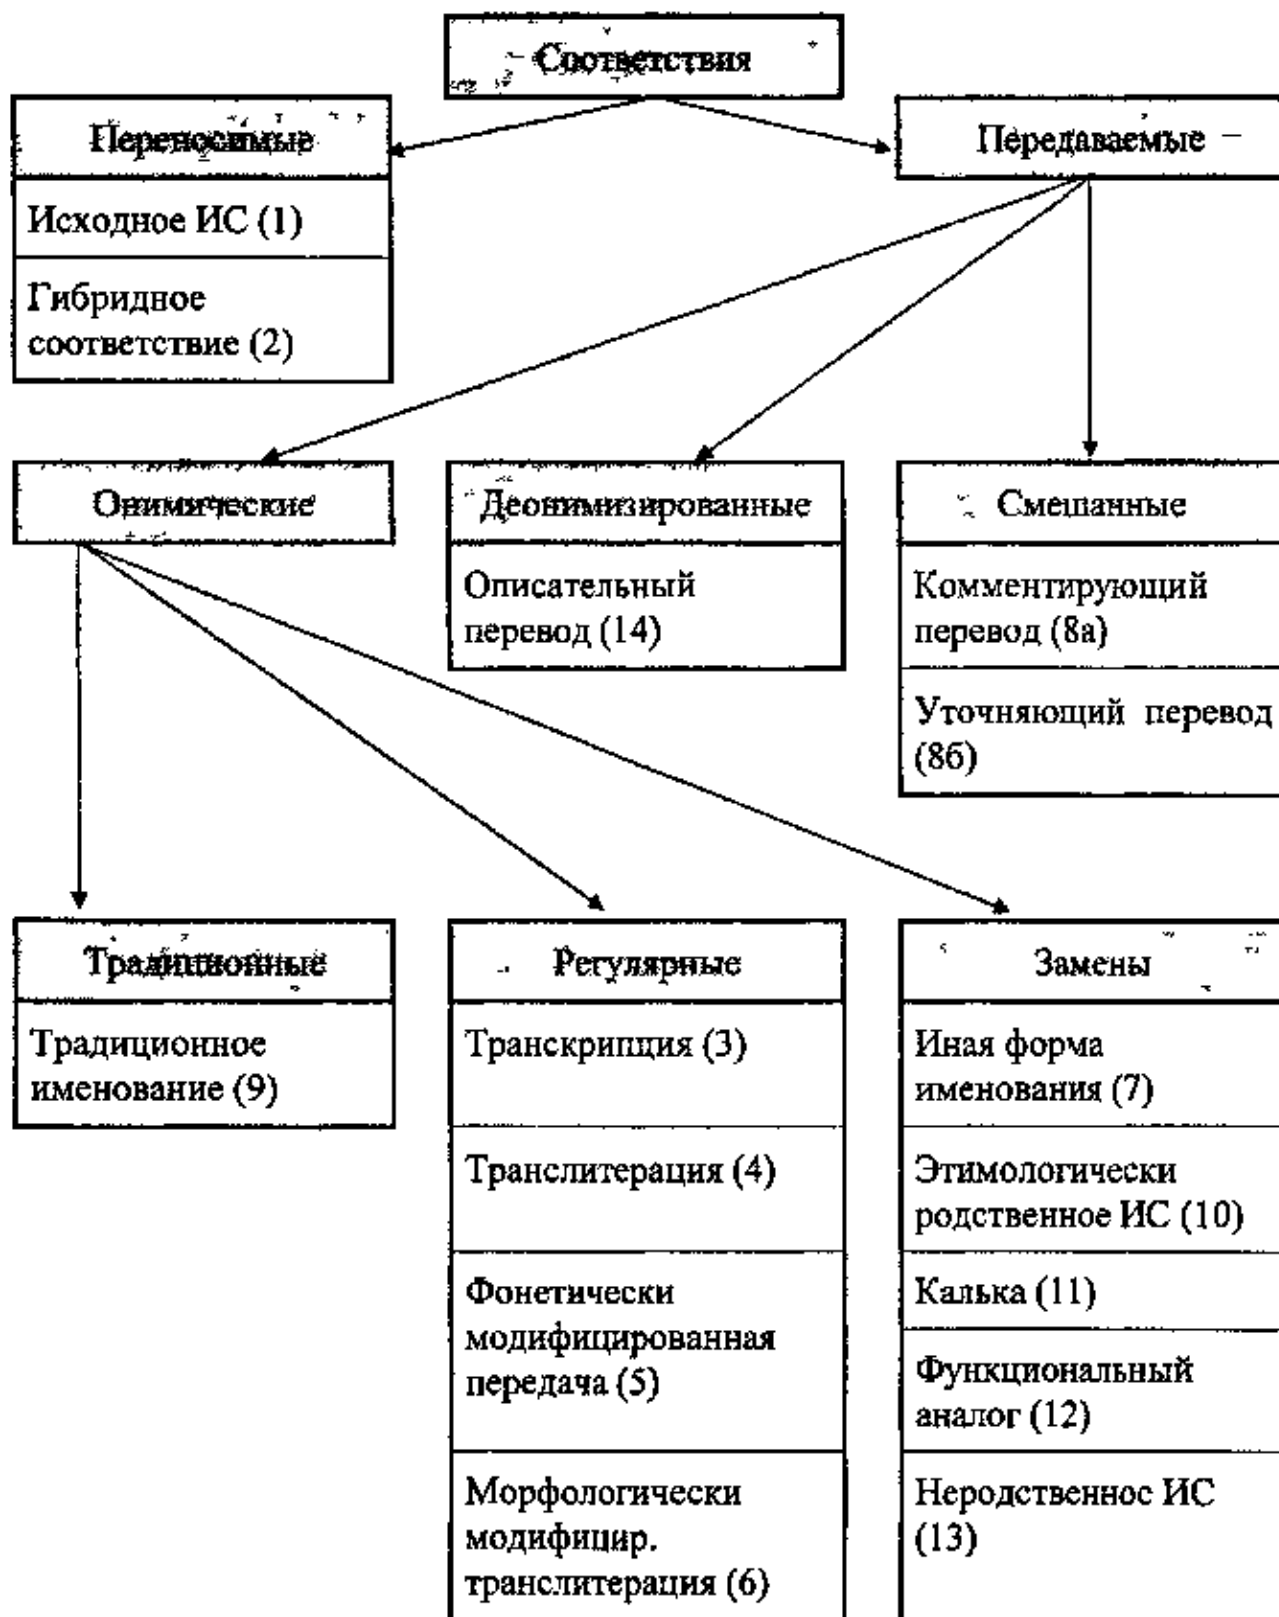 Соответствия
Переносимые
Исходное ИС (1)
Гибридное
соответствие (2)
Передаваемые
Онимические
Деонимизированные
Описательный
перевод (14)
Смешанные
Комментирующий
перевод (8а)
Уточняющий перевод
(8б)
Традиционные
Традиционное
именование (9)
Регулярные
Транскрипция (3)
Транслитерация (4)
Фонетически
модифицированная
передача (5)
Морфологически
модифицир.
транслитерация (6)
Замены
Иная форма
именования (7)
Этимологически
родственное ИС (10)
Калька (11)
Функциональный
аналог (12)
Неродственное ИС
(13)